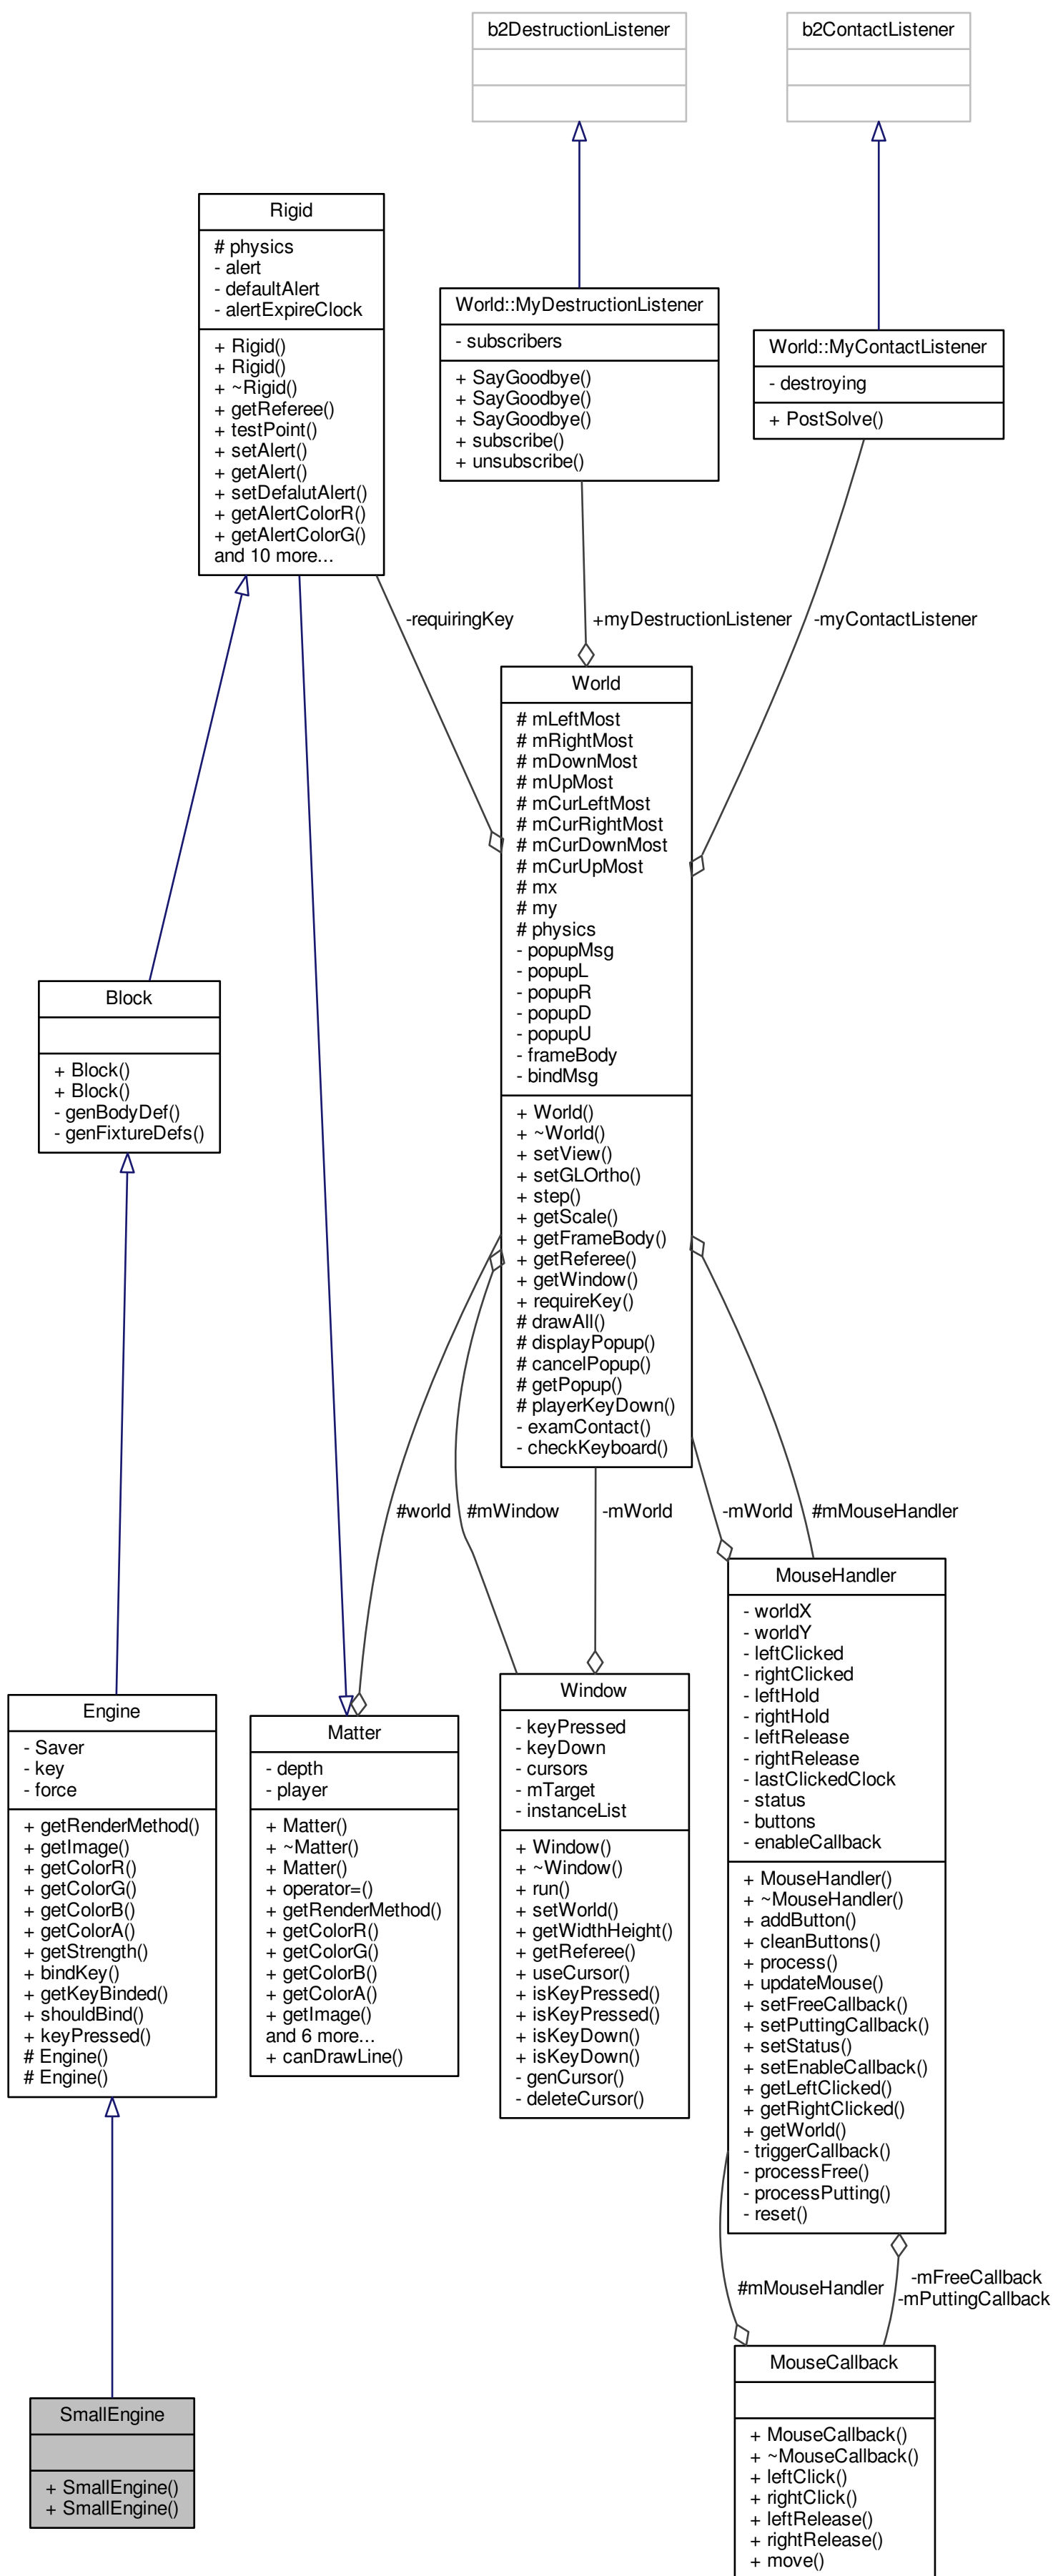 b2DestructionListener
b2ContactListener
Rigid
# physics
- alert
- defaultAlert
- alertExpireClock
+ Rigid()
+ Rigid()
+ ~Rigid()
+ getReferee()
+ testPoint()
+ setAlert()
+ getAlert()
+ setDefalutAlert()
+ getAlertColorR()
+ getAlertColorG()
and 10 more...
World::MyDestructionListener
- subscribers
+ SayGoodbye()
+ SayGoodbye()
+ SayGoodbye()
+ subscribe()
+ unsubscribe()
World::MyContactListener
- destroying
+ PostSolve()
-requiringKey
+myDestructionListener
-myContactListener
World
# mLeftMost
# mRightMost
# mDownMost
# mUpMost
# mCurLeftMost
# mCurRightMost
# mCurDownMost
# mCurUpMost
# mx
# my
# physics
- popupMsg
- popupL
- popupR
- popupD
- popupU
- frameBody
- bindMsg
+ World()
+ ~World()
+ setView()
+ setGLOrtho()
+ step()
+ getScale()
+ getFrameBody()
+ getReferee()
+ getWindow()
+ requireKey()
# drawAll()
# displayPopup()
# cancelPopup()
# getPopup()
# playerKeyDown()
- examContact()
- checkKeyboard()
Block
+ Block()
+ Block()
- genBodyDef()
- genFixtureDefs()
#world
#mWindow
-mWorld
-mWorld
#mMouseHandler
Engine
- Saver
- key
- force
+ getRenderMethod()
+ getImage()
+ getColorR()
+ getColorG()
+ getColorB()
+ getColorA()
+ getStrength()
+ bindKey()
+ getKeyBinded()
+ shouldBind()
+ keyPressed()
# Engine()
# Engine()
Matter
- depth
- player
+ Matter()
+ ~Matter()
+ Matter()
+ operator=()
+ getRenderMethod()
+ getColorR()
+ getColorG()
+ getColorB()
+ getColorA()
+ getImage()
and 6 more...
+ canDrawLine()
Window
- keyPressed
- keyDown
- cursors
- mTarget
- instanceList
+ Window()
+ ~Window()
+ run()
+ setWorld()
+ getWidthHeight()
+ getReferee()
+ useCursor()
+ isKeyPressed()
+ isKeyPressed()
+ isKeyDown()
+ isKeyDown()
- genCursor()
- deleteCursor()
MouseHandler
- worldX
- worldY
- leftClicked
- rightClicked
- leftHold
- rightHold
- leftRelease
- rightRelease
- lastClickedClock
- status
- buttons
- enableCallback
+ MouseHandler()
+ ~MouseHandler()
+ addButton()
+ cleanButtons()
+ process()
+ updateMouse()
+ setFreeCallback()
+ setPuttingCallback()
+ setStatus()
+ setEnableCallback()
+ getLeftClicked()
+ getRightClicked()
+ getWorld()
- triggerCallback()
- processFree()
- processPutting()
- reset()
#mMouseHandler
-mFreeCallback
-mPuttingCallback
SmallEngine
+ SmallEngine()
+ SmallEngine()
MouseCallback
+ MouseCallback()
+ ~MouseCallback()
+ leftClick()
+ rightClick()
+ leftRelease()
+ rightRelease()
+ move()